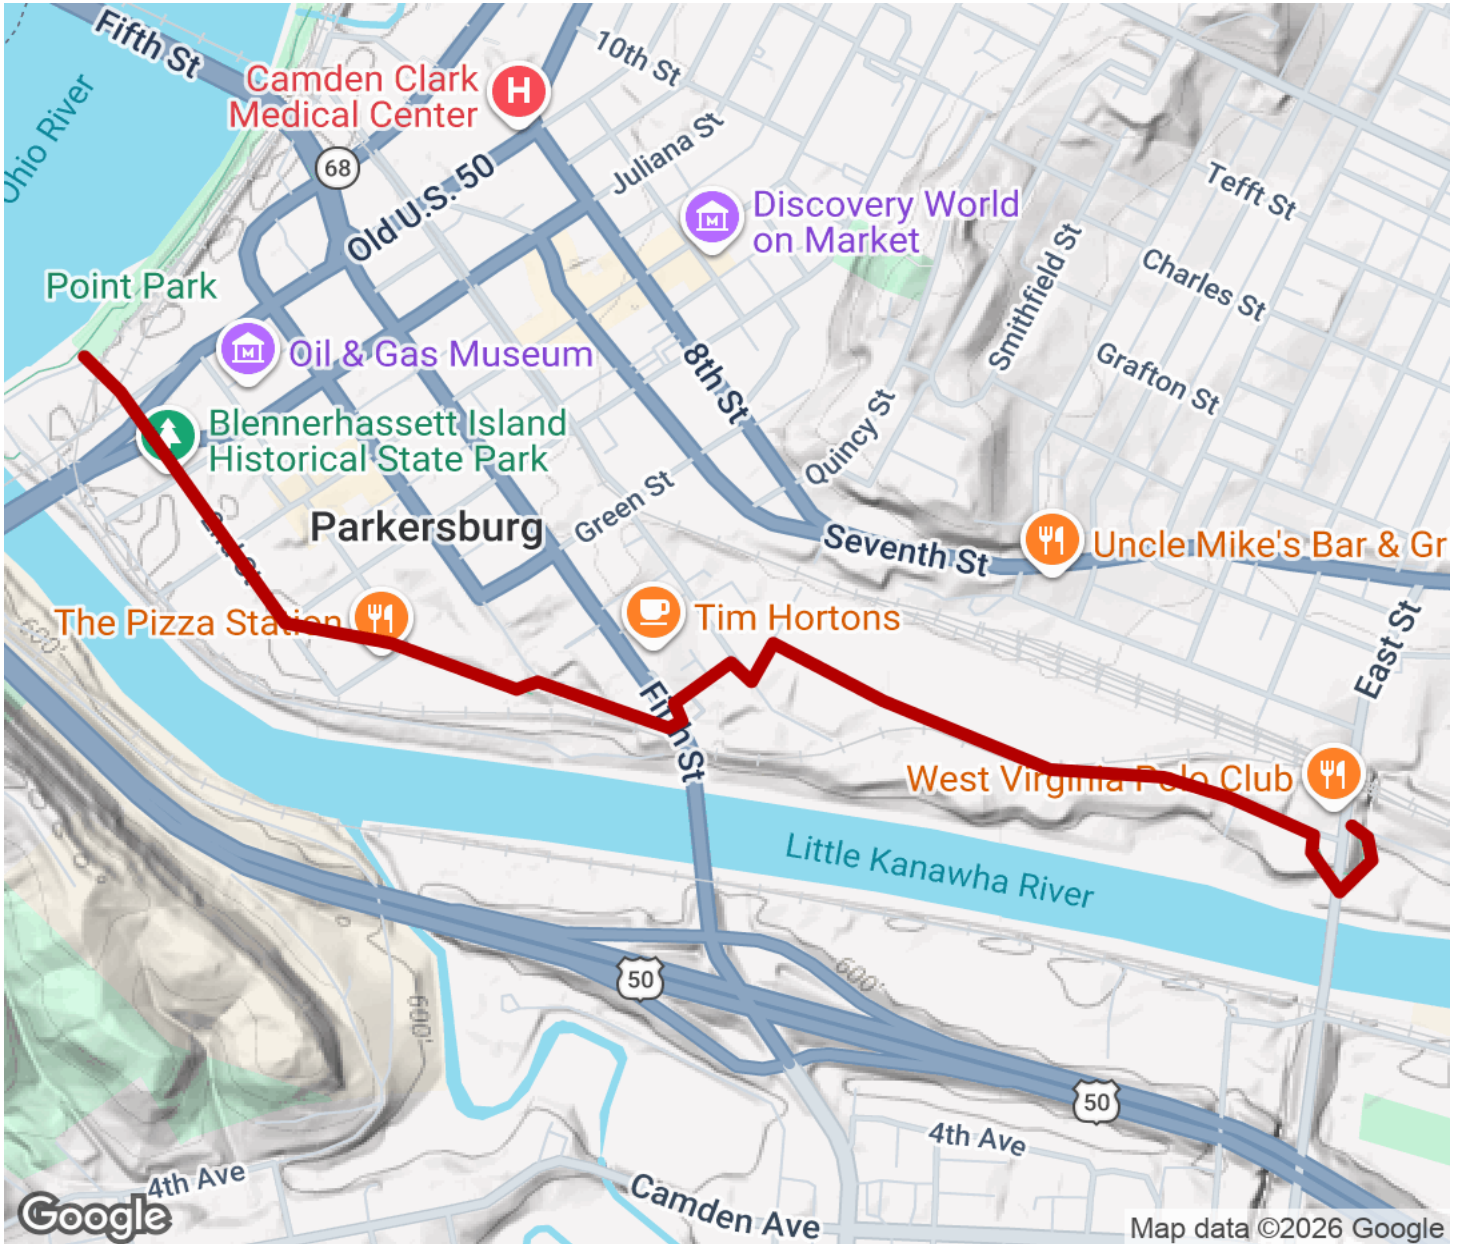 Fifth St
10th St
Camden Clark
Medical Center
H
Ohio River
68
Old U.S. 50
Juliana St
Discovery World
on Market
Tefft St
Charles St
Smithfield St
Point Park
Oil & Gas Museum
8th St
Grafton St
Quincy St
Blennerhassett Island
Historical State Park
Green St
Parkersburg
Seventh St
Uncle Mike's Bar & Gr
The Pizza Station
Tim Hortons
600'
East St
Fifth St
West Virginia Polo Club
Little Kanawha River
50
600'
600'
50
4th Ave
4th Ave
Camden Ave
Google
Map data ©2026 Google